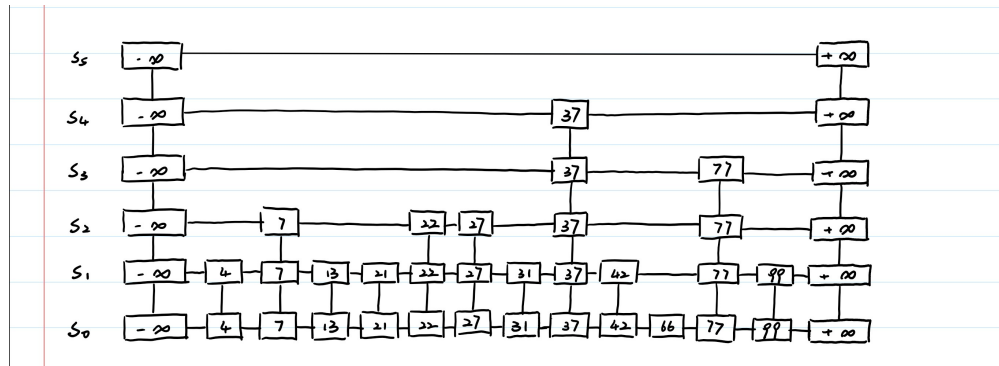 S5 -∞ +∞
S4 -∞ 37 +∞
S3 -∞ 37 77 +∞
S2 -∞ 7 22 27 37 77 +∞
S1 -∞ 4 7 13 21 22 27 31 37 42 77 99 +∞
S0 -∞ 4 7 13 21 22 27 31 37 42 66 77 99 +∞